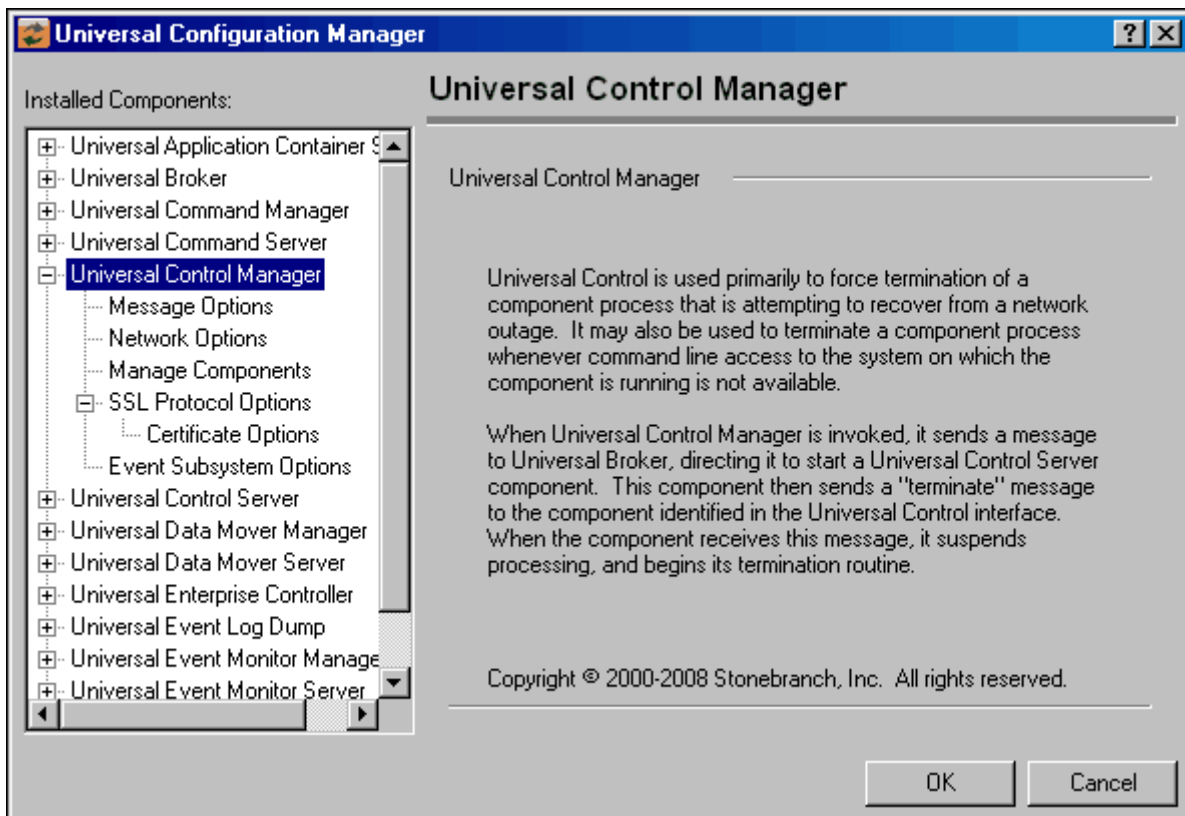 Universal Configuration Manager
Installed Components:
Universal Application Container S
Universal Broker
Universal Command Manager
Universal Command Server
Universal Control Manager
Message Options
Network Options
Manage Components
SSL Protocol Options
Certificate Options
Event Subsystem Options
Universal Control Server
Universal Data Mover Manager
Universal Data Mover Server
Universal Enterprise Controller
Universal Event Log Dump
Universal Event Monitor Manage
Universal Event Monitor Server
Universal Control Manager
Universal Control Manager
Universal Control is used primarily to force termination of a
component process that is attempting to recover from a network
outage.  It may also be used to terminate a component process
whenever command line access to the system on which the
component is running is not available.
When Universal Control Manager is invoked, it sends a message
to Universal Broker, directing it to start a Universal Control Server
component.  This component then sends a "terminate" message
to the component identified in the Universal Control interface.
When the component receives this message, it suspends
processing, and begins its termination routine.
Copyright © 2000-2008 Stonebranch, Inc.  All rights reserved.
OK
Cancel